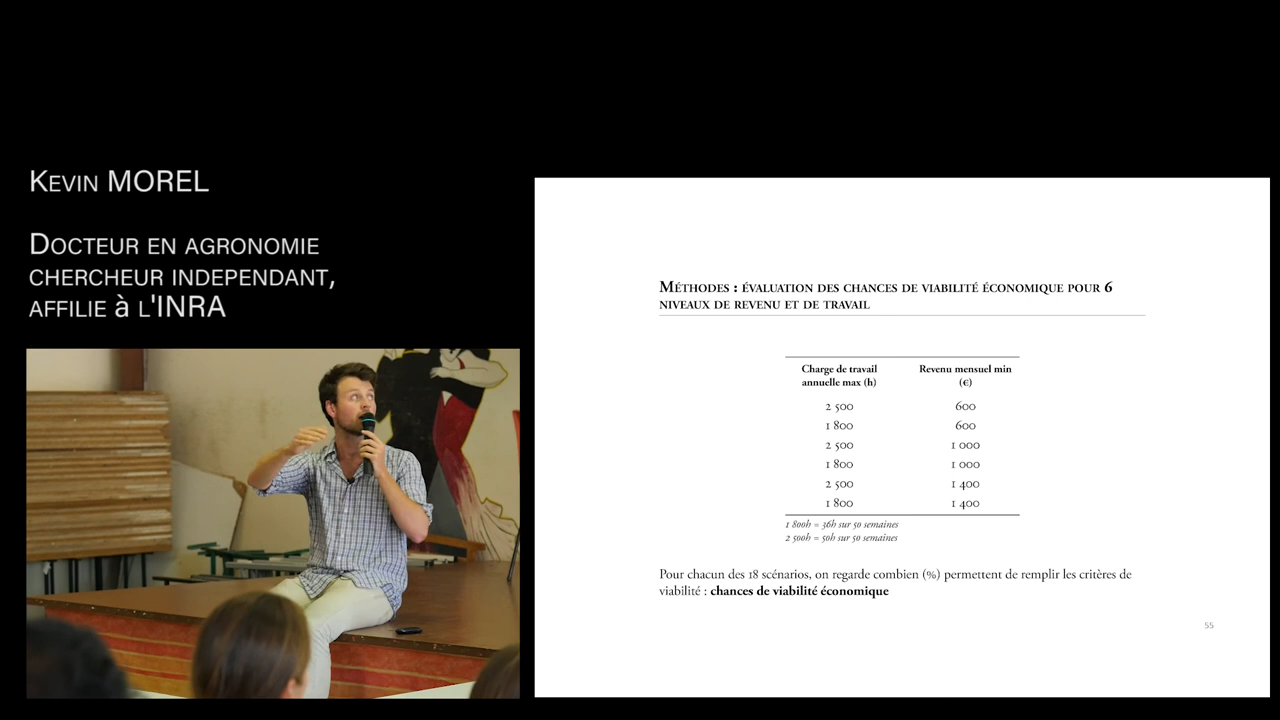 Kevin MOREL
Docteur en agronomie
chercheur independant,
affilie à l'INRA
Méthodes : évaluation des chances de viabilité économique pour 6
niveaux de revenu et de travail
Charge de travail annuelle max (h) Revenu mensuel min (€)
2 500 600
1 800 600
2 500 1 000
1 800 1 000
2 500 1 400
1 800 1 400
1 800h = 36h sur 50 semaines
2 500h = 50h sur 50 semaines
Pour chacun des 18 scénarios, on regarde combien (%) permettent de remplir les critères de
viabilité : chances de viabilité économique
55